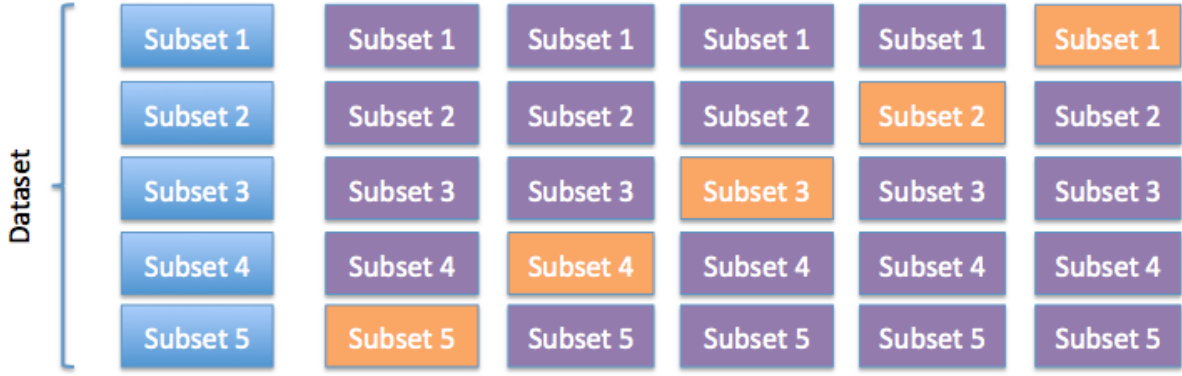 Dataset
Subset 1 Subset 1 Subset 1 Subset 1 Subset 1 Subset 1
Subset 2 Subset 2 Subset 2 Subset 2 Subset 2 Subset 2
Subset 3 Subset 3 Subset 3 Subset 3 Subset 3 Subset 3
Subset 4 Subset 4 Subset 4 Subset 4 Subset 4 Subset 4
Subset 5 Subset 5 Subset 5 Subset 5 Subset 5 Subset 5